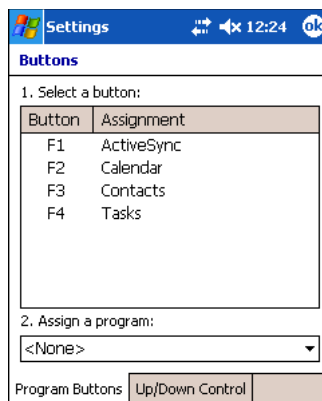 Settings 12:24 ok
Buttons
1. Select a button:
Button Assignment
F1 ActiveSync
F2 Calendar
F3 Contacts
F4 Tasks
2. Assign a program:
<None>
Program Buttons Up/Down Control